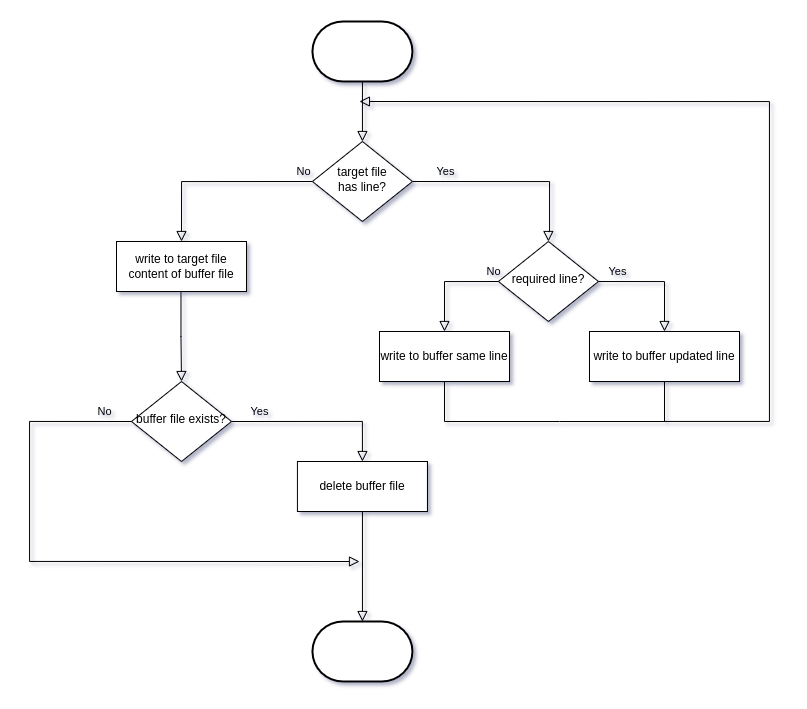 target file
has line?
No
Yes
write to target file
content of buffer file
required line?
No
Yes
write to buffer same line
write to buffer updated line
buffer file exists?
No
Yes
delete buffer file